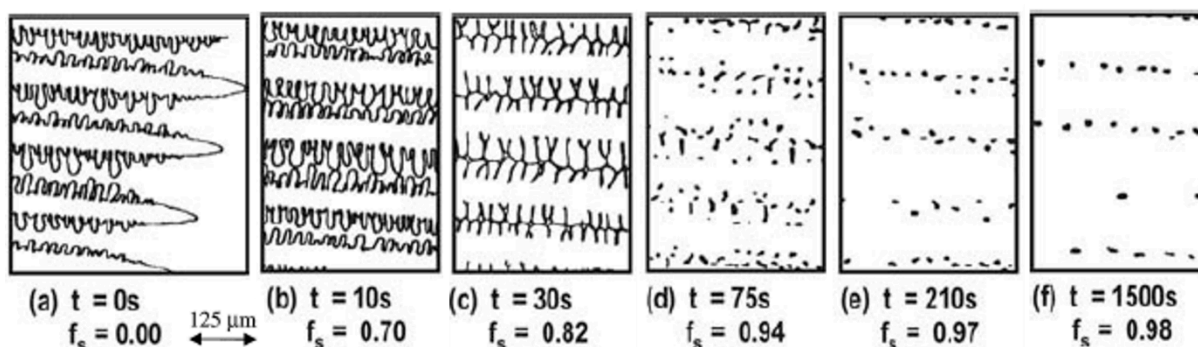 (a) t = 0s
f_s = 0.00
125 μm
(b) t = 10s
f_s = 0.70
(c) t = 30s
f_s = 0.82
(d) t = 75s
f_s = 0.94
(e) t = 210s
f_s = 0.97
(f) t = 1500s
f_s = 0.98